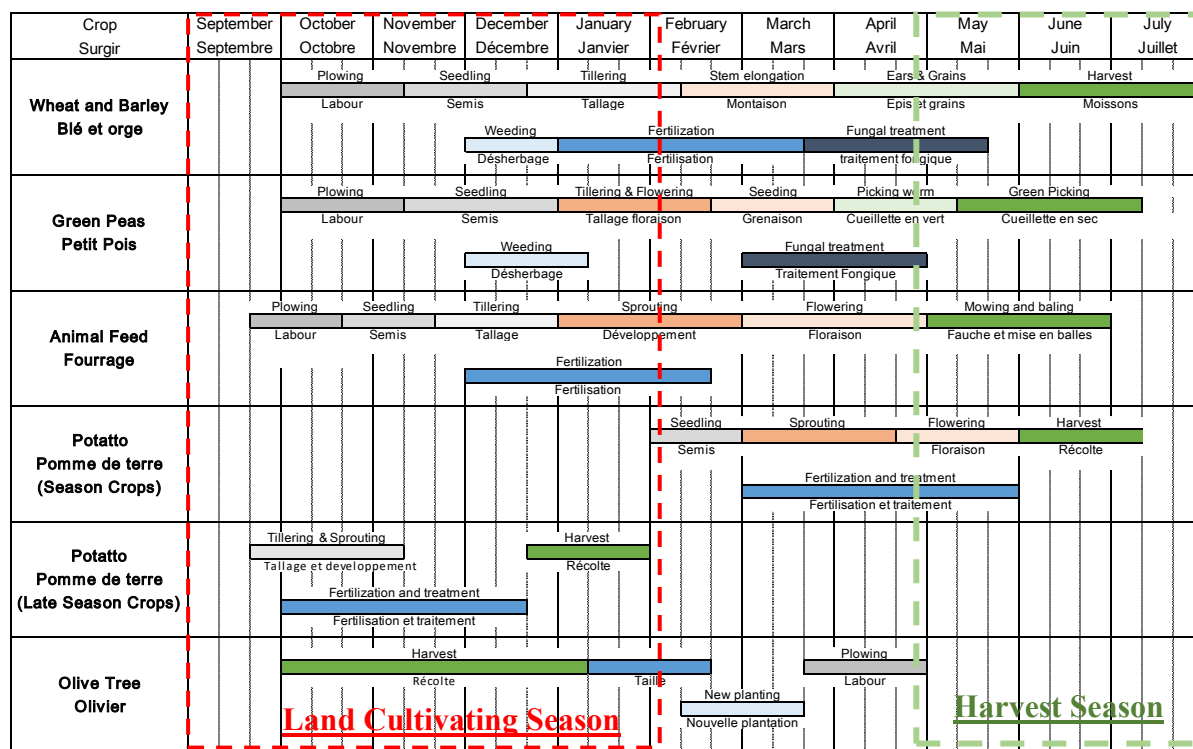 Crop September October November December January February March April May June July
Surgir Septembre Octobre Novembre Décembre Janvier Février Mars Avril Mai Juin Juillet
Wheat and Barley
Blé et orge
Plowing Seedling Tillering Stem elongation Ears & Grains Harvest
Labour Semis Tallage Montaison Epis et grains Moissons
Weeding Fertilization Fungal treatment
Désherbage Fertilisation traitement fongique
Green Peas
Petit Pois
Plowing Seedling Tillering & Flowering Seeding Picking worm Green Picking
Labour Semis Tallage floraison Grenaison Cueillette en vert Cueillette en sec
Weeding Fungal treatment
Désherbage Traitement Fongique
Animal Feed
Fourrage
Plowing Seedling Tillering Sprouting Flowering Mowing and baling
Labour Semis Tallage Développement Floraison Fauche et mise en balles
Fertilization
Fertilisation
Potatto
Pomme de terre
(Season Crops)
Seedling Sprouting Flowering Harvest
Semis Floraison Récolte
Fertilization and treatment
Fertilisation et traitement
Potatto
Pomme de terre
(Late Season Crops)
Tillering & Sprouting Harvest
Tallage et developpement Récolte
Fertilization and treatment
Fertilisation et traitement
Olive Tree
Olivier
Harvest Plowing
Récolte Taille Labour
New planting
Nouvelle plantation
Land Cultivating Season
Harvest Season